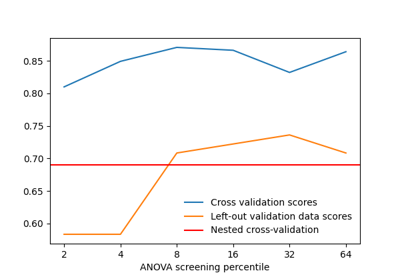 0.85
0.80
0.75
0.70
0.65
0.60
Cross validation scores
Left-out validation data scores
Nested cross-validation
2 4 8 16 32 64
ANOVA screening percentile